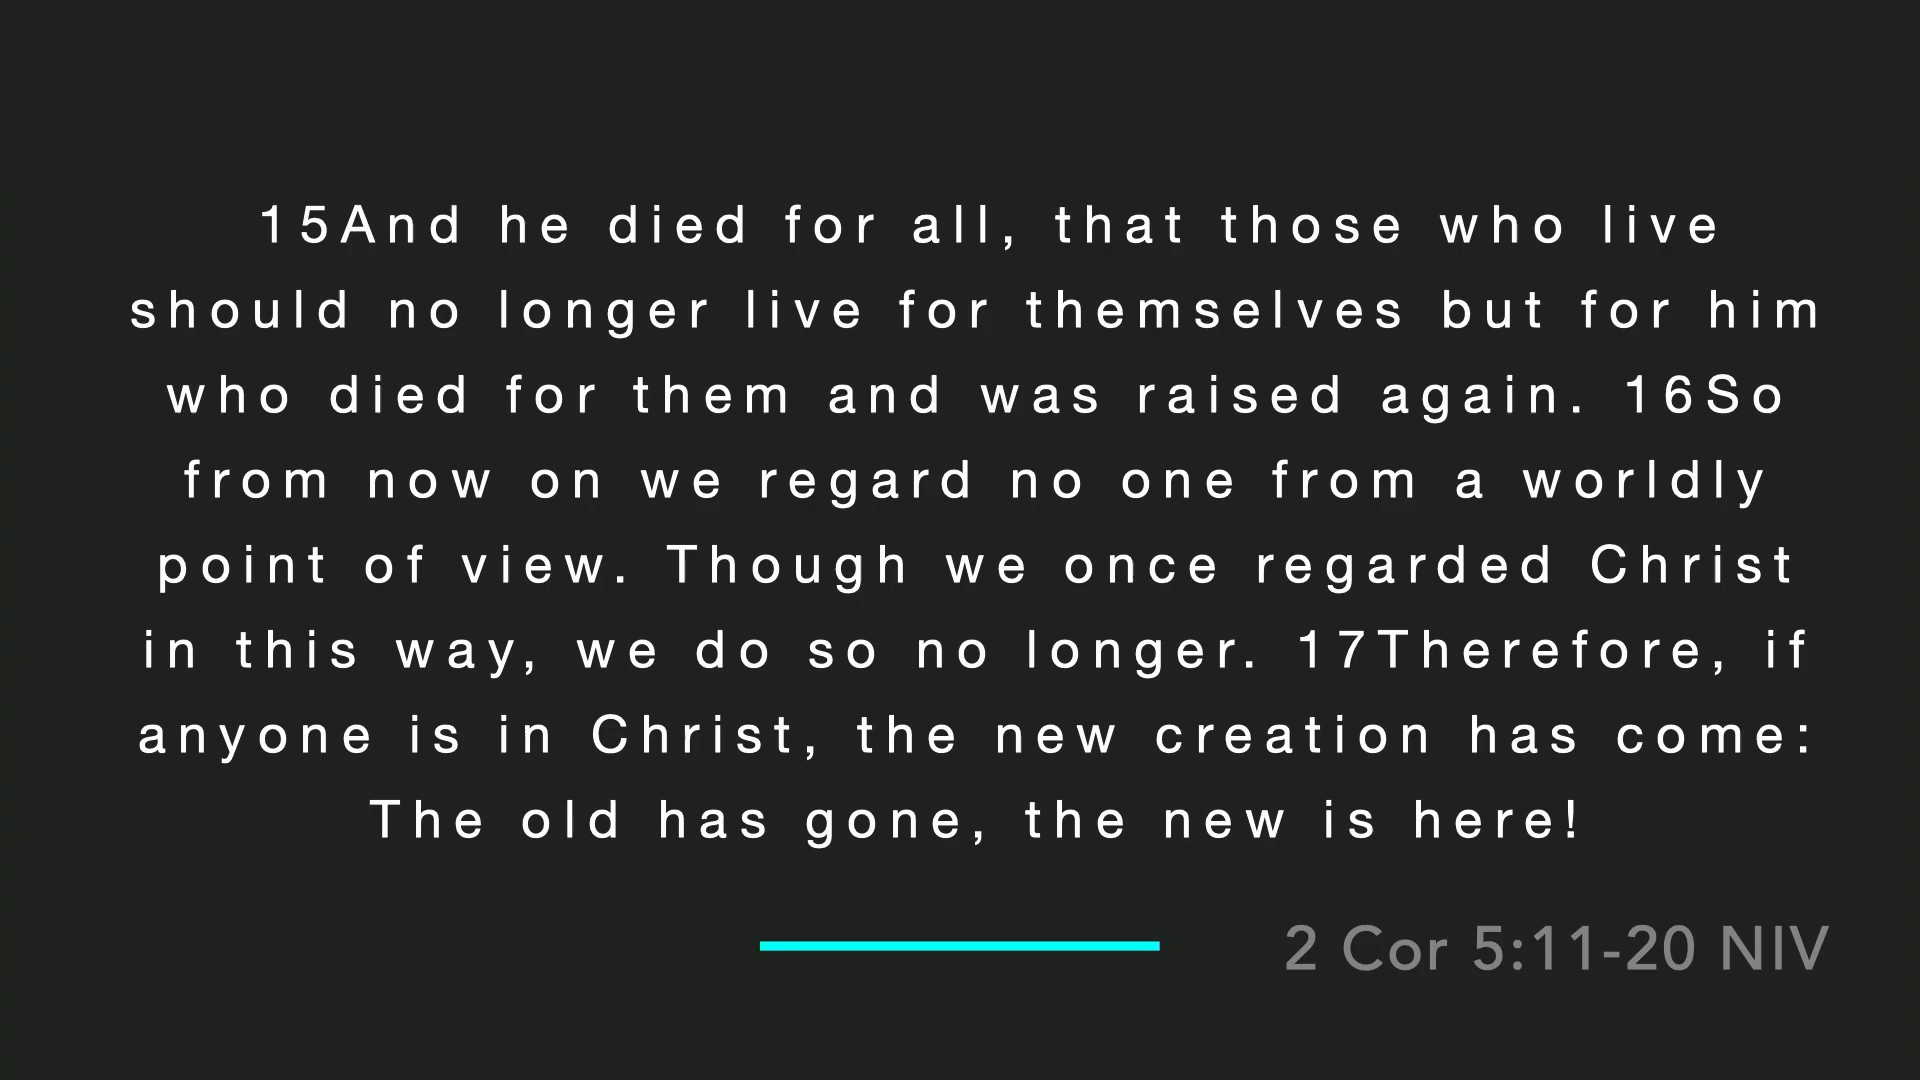 15And he died for all, that those who live
should no longer live for themselves but for him
who died for them and was raised again. 16So
from now on we regard no one from a worldly
point of view. Though we once regarded Christ
in this way, we do so no longer. 17Therefore, if
anyone is in Christ, the new creation has come:
The old has gone, the new is here!
2 Cor 5:11-20 NIV